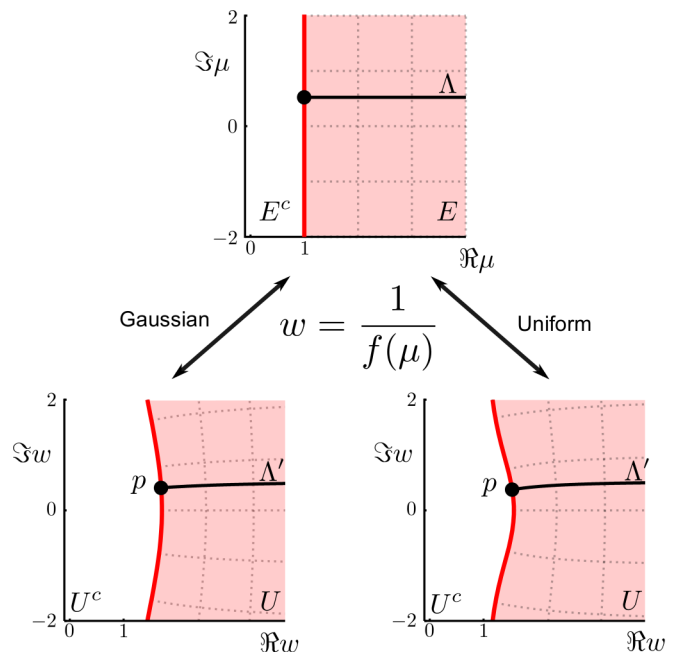 2
ℑμ
Λ
0
E^c
E
−2
0
1
ℜμ
Gaussian
w = 1/f(μ)
Uniform
2
2
ℑw
Λ′
ℑw
Λ′
p
p
0
0
U^c
U
U^c
U
−2
−2
0
1
0
1
ℜw
ℜw